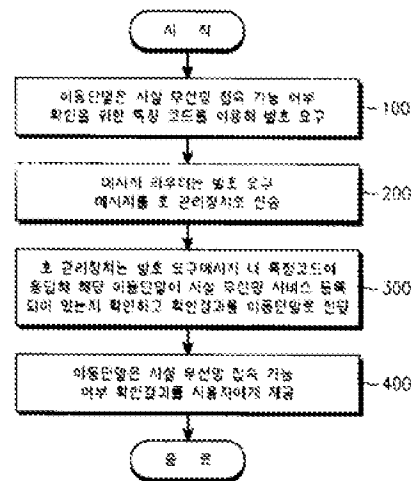 시 작
이동단말은 사설 무선망 접속 가능 여부
확인을 위한 특정 코드를 이용해 발호 요구
100
메시지 라우터는 발호 요구
메시지를 호 관리장치로 전송
200
호 관리장치는 발호 요구메시지 내 특정코드에
응답해 해당 이동단말이 사설 무선망 서비스 등록
되어 있는지 확인하고 확인결과를 이동단말로 전달
300
이동단말은 사설 무선망 접속 가능
여부 확인결과를 사용자에게 제공
400
종 료